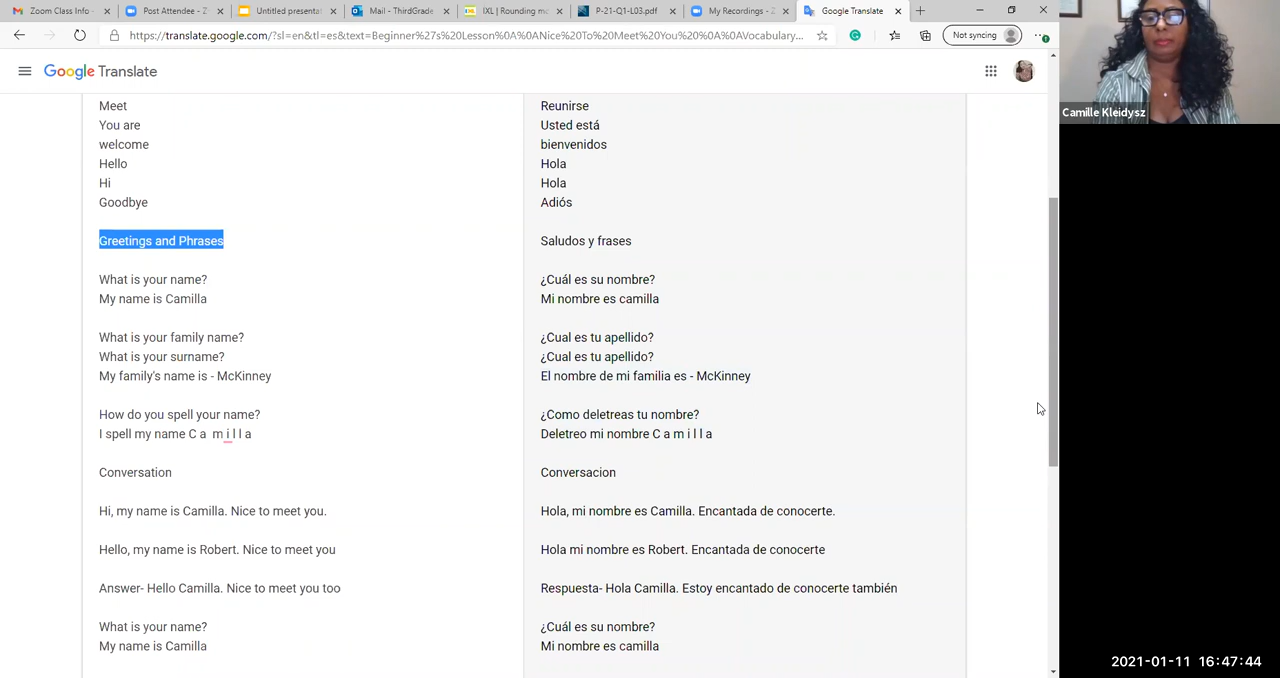 Zoom Class Info -
Post Attendee - Z
Untitled presentat
Mail - ThirdGrade
IXL | Rounding m
P-21-Q1-L03.pdf
My Recordings - Z
Google Translate
https://translate.google.com/?sl=en&tl=es&text=Beginner%27s%20Lesson%0A%0ANice%20To%20Meet%20You%20%0A%0AVocabulary...
Not syncing
Google Translate
Camille Kleidysz
Meet
You are
welcome
Hello
Hi
Goodbye
Greetings and Phrases
What is your name?
My name is Camilla
What is your family name?
What is your surname?
My family's name is - McKinney
How do you spell your name?
I spell my name C a m i l l a
Conversation
Hi, my name is Camilla. Nice to meet you.
Hello, my name is Robert. Nice to meet you
Answer- Hello Camilla. Nice to meet you too
What is your name?
My name is Camilla
Reunirse
Usted está
bienvenidos
Hola
Hola
Adiós
Saludos y frases
¿Cuál es su nombre?
Mi nombre es camilla
¿Cual es tu apellido?
¿Cual es tu apellido?
El nombre de mi familia es - McKinney
¿Como deletreas tu nombre?
Deletreo mi nombre C a m i l l a
Conversacion
Hola, mi nombre es Camilla. Encantada de conocerte.
Hola mi nombre es Robert. Encantada de conocerte
Respuesta- Hola Camilla. Estoy encantado de conocerte también
¿Cuál es su nombre?
Mi nombre es camilla
2021-01-11 16:47:44